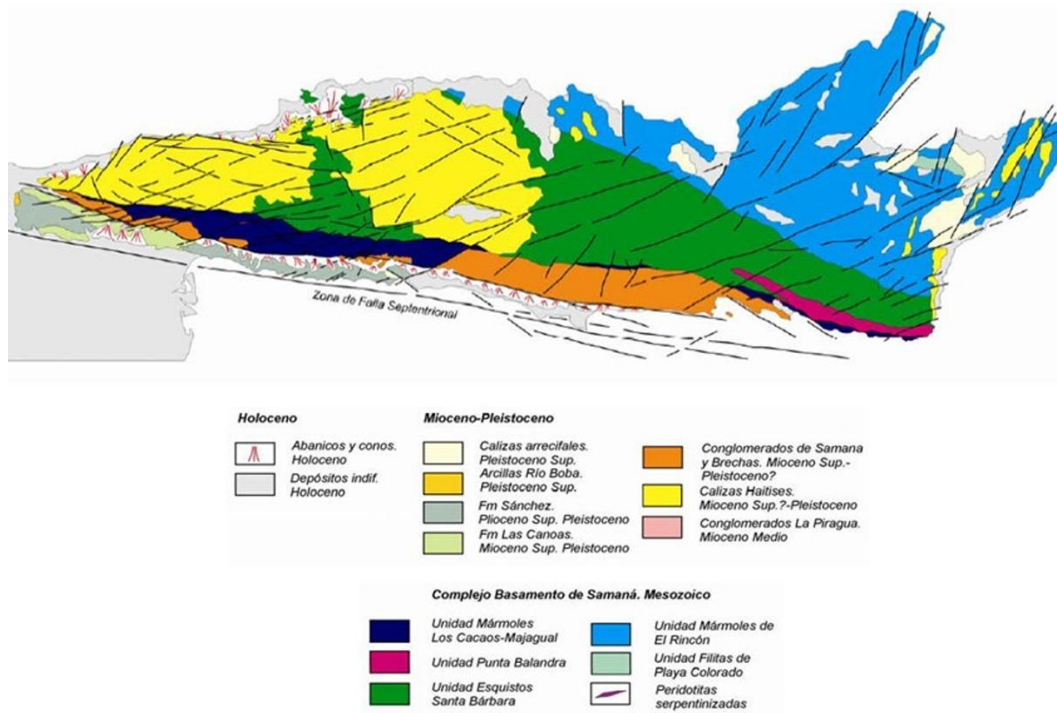 Zona de Falla Septentrional
Holoceno
Abanicos y conos.
Holoceno
Depósitos indif.
Holoceno
Mioceno-Pleistoceno
Calizas arrecifales.
Pleistoceno Sup.
Arcillas Río Boba.
Pleistoceno Sup.
Fm Sánchez.
Plioceno Sup. Pleistoceno
Fm Las Canoas.
Mioceno Sup. Pleistoceno
Conglomerados de Samana
y Brechas. Mioceno Sup.-
Pleistoceno?
Calizas Haitises.
Mioceno Sup.?-Pleistoceno
Conglomerados La Piragua.
Mioceno Medio
Complejo Basamento de Samaná. Mesozoico
Unidad Mármoles
Los Cacaos-Majagual
Unidad Punta Balandra
Unidad Esquistos
Santa Bárbara
Unidad Mármoles de
El Rincón
Unidad Filitas de
Playa Colorado
Peridotitas
serpentinizadas